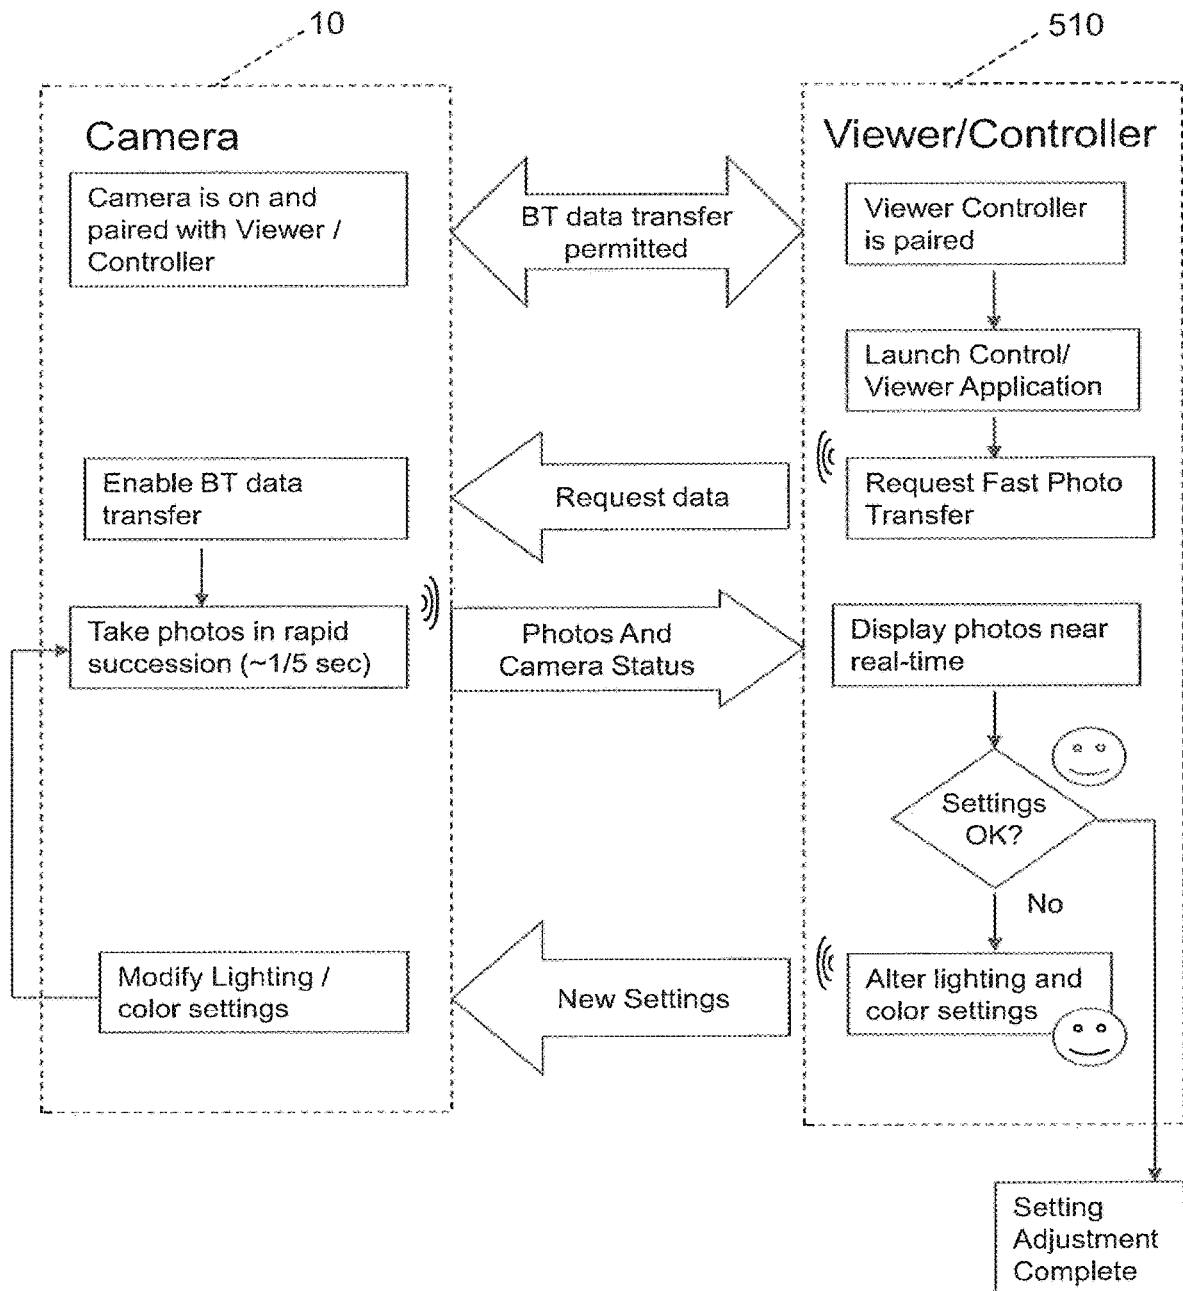 10
510
Camera
Viewer/Controller
Camera is on and
paired with Viewer /
Controller
BT data transfer
permitted
Viewer Controller
is paired
Launch Control/
Viewer Application
Enable BT data
transfer
Request data
Request Fast Photo
Transfer
Take photos in rapid
succession (~1/5 sec)
Photos And
Camera Status
Display photos near
real-time
Settings
OK?
No
Modify Lighting /
color settings
New Settings
Alter lighting and
color settings
Setting
Adjustment
Complete